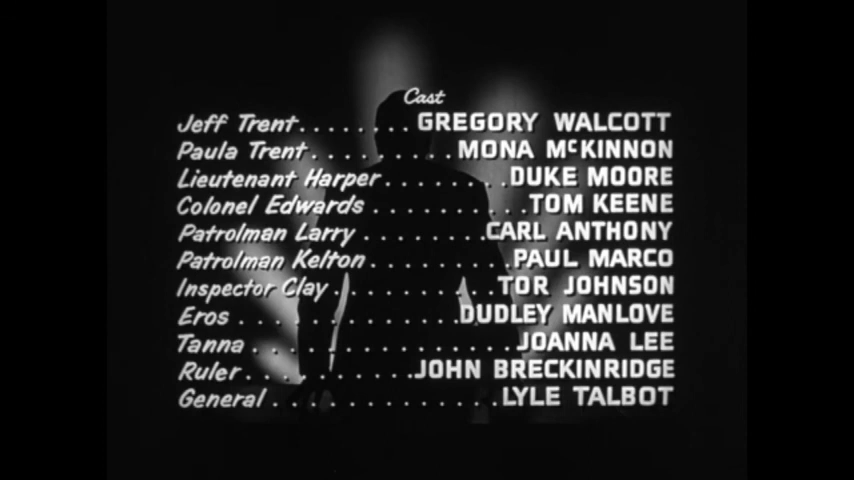 Cast
Jeff Trent........GREGORY WALCOTT
Paula Trent..........MONA McKINNON
Lieutenant Harper.......DUKE MOORE
Colonel Edwards.........TOM KEENE
Patrolman Larry.......CARL ANTHONY
Patrolman Kelton.........PAUL MARCO
Inspector Clay..........TOR JOHNSON
Eros.............DUDLEY MANLOVE
Tanna................JOANNA LEE
Ruler..........JOHN BRECKINRIDGE
General..............LYLE TALBOT